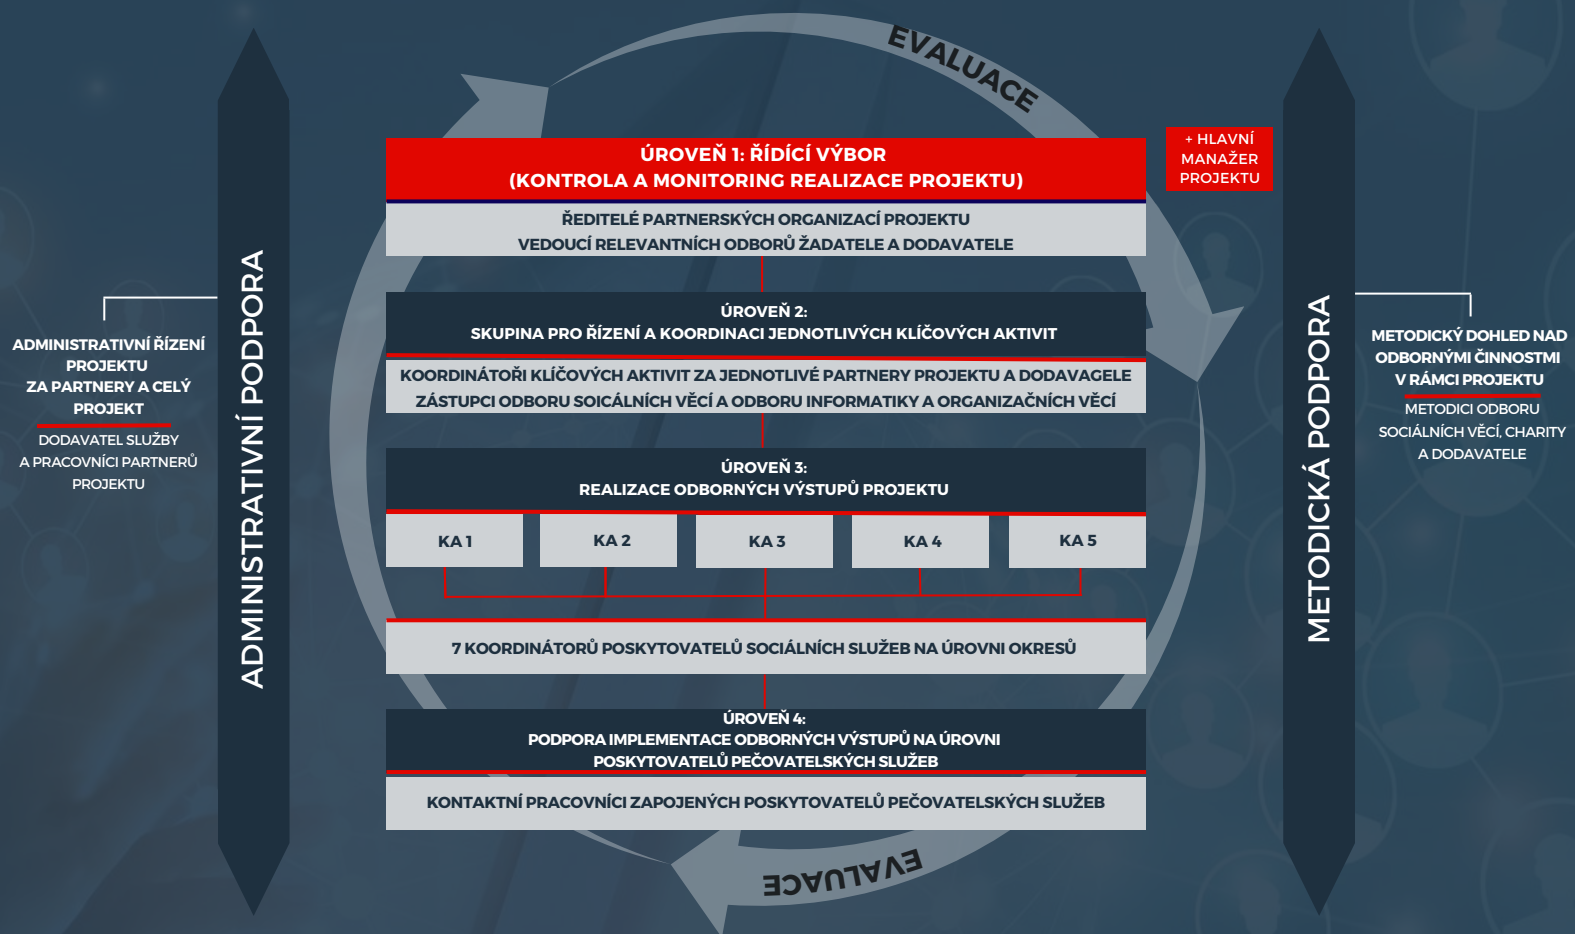 EVALUACE
ÚROVEŇ 1: ŘÍDÍCÍ VÝBOR
(KONTROLA A MONITORING REALIZACE PROJEKTU)
+ HLAVNÍ
MANAŽER
PROJEKTU
ŘEDITELÉ PARTNERSKÝCH ORGANIZACÍ PROJEKTU
VEDOUCÍ RELEVANTNÍCH ODBORŮ ŽADATELE A DODAVATELE
ADMINISTRATIVNÍ PODPORA
ADMINISTRATIVNÍ ŘÍZENÍ
PROJEKTU
ZA PARTNERY A CELÝ
PROJEKT
DODAVATEL SLUŽBY
A PRACOVNÍCI PARTNERŮ
PROJEKTU
ÚROVEŇ 2:
SKUPINA PRO ŘÍZENÍ A KOORDINACI JEDNOTLIVÝCH KLÍČOVÝCH AKTIVIT
KOORDINÁTOŘI KLÍČOVÝCH AKTIVIT ZA JEDNOTLIVÉ PARTNERY PROJEKTU A DODAVAGELE
ZÁSTUPCI ODBORU SOICÁLNÍCH VĚCÍ A ODBORU INFORMATIKY A ORGANIZAČNÍCH VĚCÍ
METODICKÁ PODPORA
METODICKÝ DOHLED NAD
ODBORNÝMI ČINNOSTMI
V RÁMCI PROJEKTU
METODICI ODBORU
SOCIÁLNÍCH VĚCÍ, CHARITY
A DODAVATELE
ÚROVEŇ 3:
REALIZACE ODBORNÝCH VÝSTUPŮ PROJEKTU
KA 1
KA 2
KA 3
KA 4
KA 5
7 KOORDINÁTORŮ POSKYTOVATELŮ SOCIÁLNÍCH SLUŽEB NA ÚROVNI OKRESŮ
ÚROVEŇ 4:
PODPORA IMPLEMENTACE ODBORNÝCH VÝSTUPŮ NA ÚROVNI
POSKYTOVATELŮ PEČOVATELSKÝCH SLUŽEB
KONTAKTNÍ PRACOVNÍCI ZAPOJENÝCH POSKYTOVATELŮ PEČOVATELSKÝCH SLUŽEB
EVALUACE